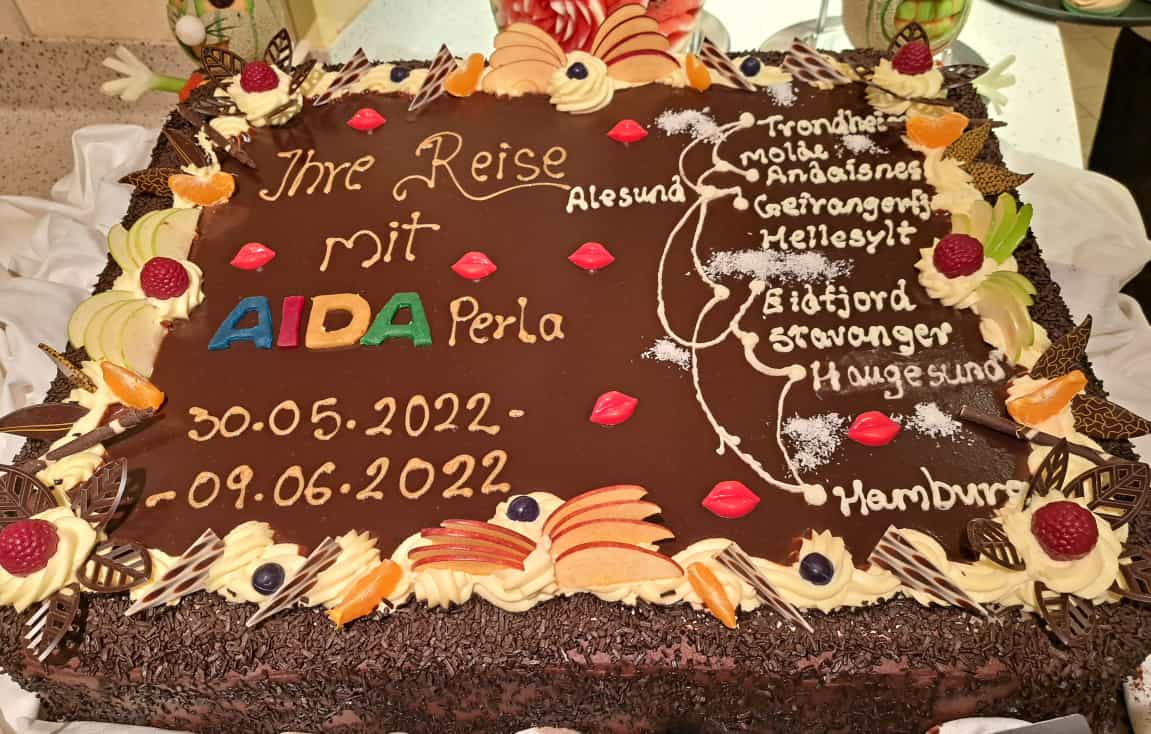 Ihre Reise
mit
AIDA Perla
30.05.2022-
-09.06.2022
Trondheim
Molde
Andalsnes
Alesund
Geirangerfj
Hellesylt
Eidfjord
Stavanger
Haugesund
Hamburg